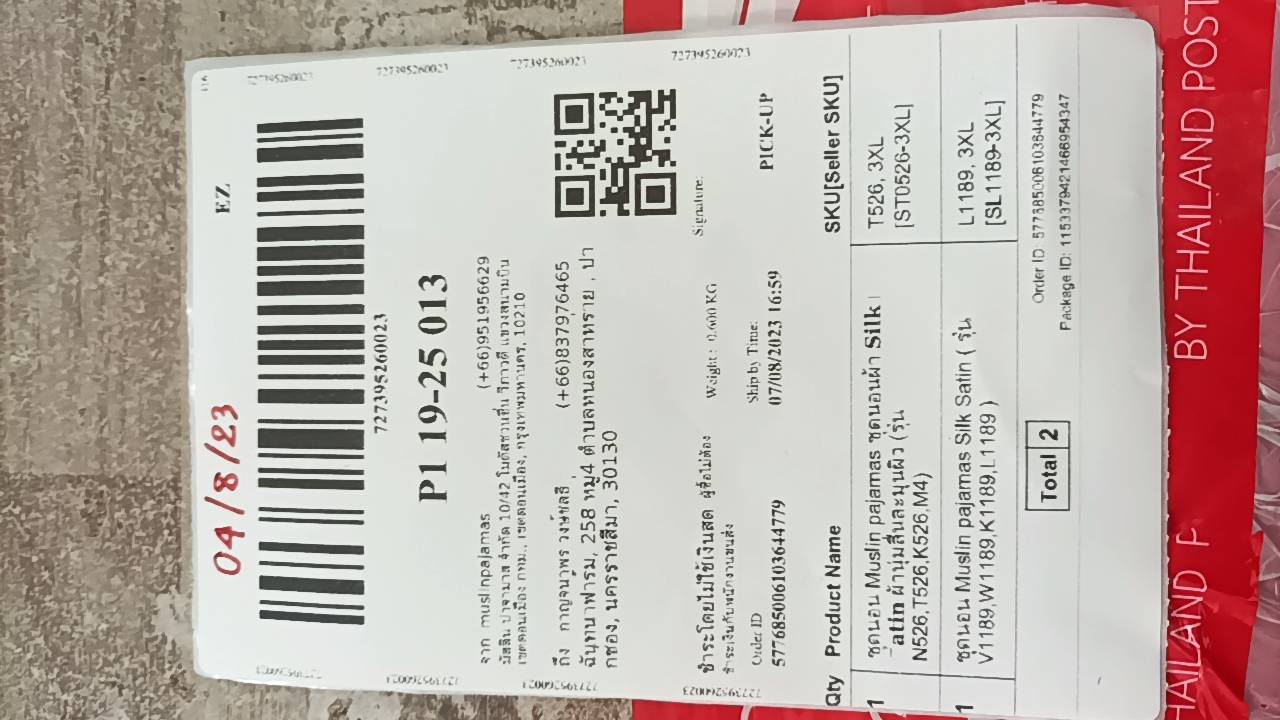 04/8/23
EZ
727395260023
727395260023
727395260023
727395260023
727395260023
P1 19-25 013
จาก muslinpajamas (+66)951956629
มัสลิน ปาจามาส จำกัด 10/42 โนตัสชวนชื่น วิภาวดี แขวงสนามบิน
เขตดอนเมือง กทม., เขตดอนเมือง, กรุงเทพมหานคร, 10210
ถึง กาญจนาพร วงษ์ชลธี (+66)837976465
ฉันทนาฟาร์ม, 258 หมู่4 ตำบลหนองสาหร่าย , ปา
กช่อง, นครราชสีมา, 30130
ชำระโดยไม่ใช้เงินสด ผู้ซื้อไม่ต้อง
ชำระเงินกับพนักงานขนส่ง
Weight : 0.600 KG
Signature:
Order ID
577685006103644779
Ship by Time:
07/08/2023 16:59
PICK-UP
Qty Product Name SKU[Seller SKU]
1 ชุดนอน Muslin pajamas ชุดนอนผ้า Silk
atin ผ้านุ่มลื่นละมุนผิว (รุ่น
N526,T526,K526,M4)
T526, 3XL
[ST0526-3XL]
1 ชุดนอน Muslin pajamas Silk Satin ( รุ่น
V1189,W1189,K1189,L1189 )
L1189, 3XL
[SL1189-3XL]
Total 2
Order ID: 577685006103644779
Package ID: 1153379421466954347
BY THAILAND POST
THAILAND P